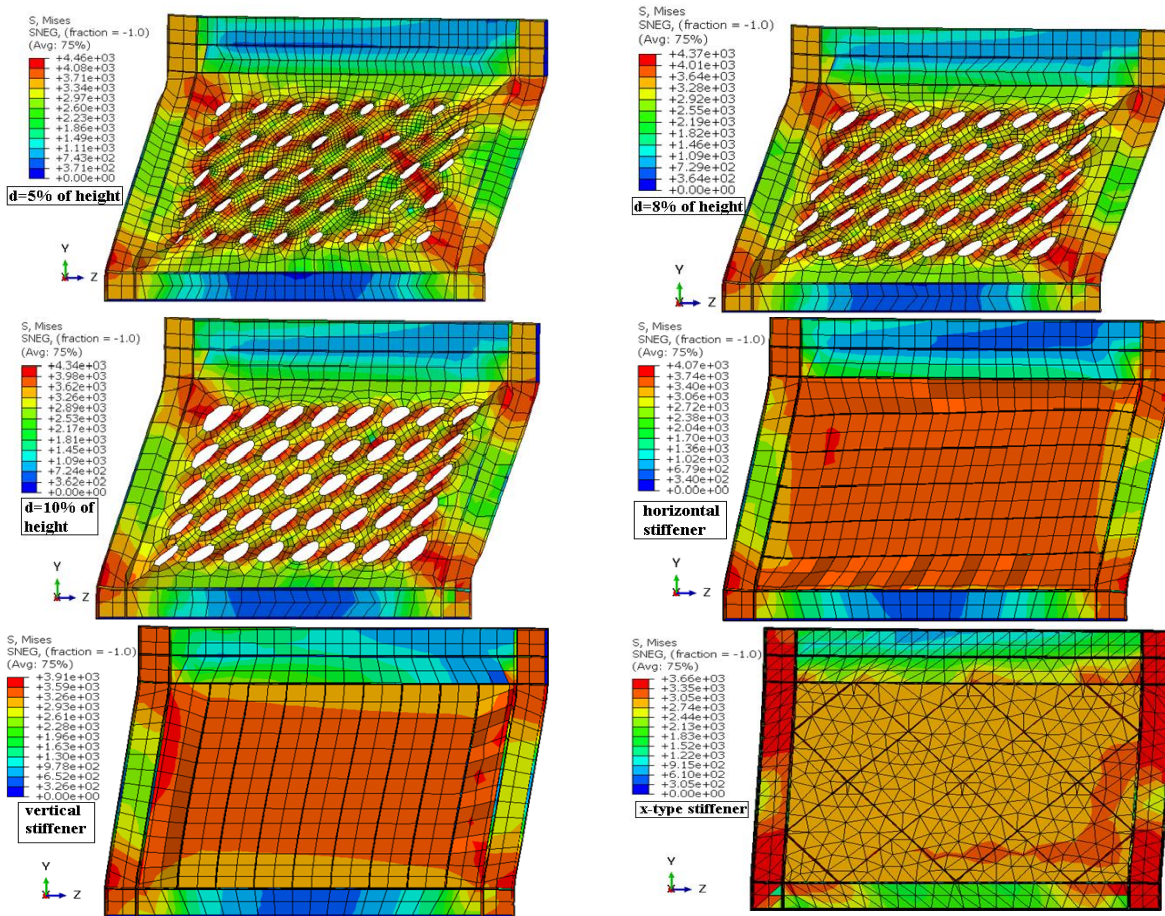 S, Mises
SNEG, (fraction = -1.0)
(Avg: 75%)
+4.46e+03
+4.08e+03
+3.71e+03
+3.34e+03
+2.97e+03
+2.60e+03
+2.23e+03
+1.86e+03
+1.49e+03
+1.11e+03
+7.43e+02
+3.71e+02
+0.00e+00
d=5% of height
Y
Z
S, Mises
SNEG, (fraction = -1.0)
(Avg: 75%)
+4.37e+03
+4.01e+03
+3.64e+03
+3.28e+03
+2.92e+03
+2.55e+03
+2.19e+03
+1.82e+03
+1.46e+03
+1.09e+03
+7.29e+02
+3.64e+02
+0.00e+00
d=8% of height
Y
Z
S, Mises
SNEG, (fraction = -1.0)
(Avg: 75%)
+4.34e+03
+3.98e+03
+3.62e+03
+3.26e+03
+2.89e+03
+2.53e+03
+2.17e+03
+1.81e+03
+1.45e+03
+1.09e+03
+7.24e+02
+3.62e+02
+0.00e+00
d=10% of
height
Y
Z
S, Mises
SNEG, (fraction = -1.0)
(Avg: 75%)
+4.07e+03
+3.74e+03
+3.40e+03
+3.06e+03
+2.72e+03
+2.38e+03
+2.04e+03
+1.70e+03
+1.36e+03
+1.02e+03
+6.79e+02
+3.40e+02
+0.00e+00
horizontal
stiffener
Y
Z
S, Mises
SNEG, (fraction = -1.0)
(Avg: 75%)
+3.91e+03
+3.59e+03
+3.26e+03
+2.93e+03
+2.61e+03
+2.28e+03
+1.96e+03
+1.63e+03
+1.30e+03
+9.78e+02
+6.52e+02
+3.26e+02
+0.00e+00
vertical
stiffener
Y
Z
S, Mises
SNEG, (fraction = -1.0)
(Avg: 75%)
+3.66e+03
+3.35e+03
+3.05e+03
+2.74e+03
+2.44e+03
+2.13e+03
+1.83e+03
+1.52e+03
+1.22e+03
+9.15e+02
+6.10e+02
+3.05e+02
+0.00e+00
x-type stiffener
Y
Z